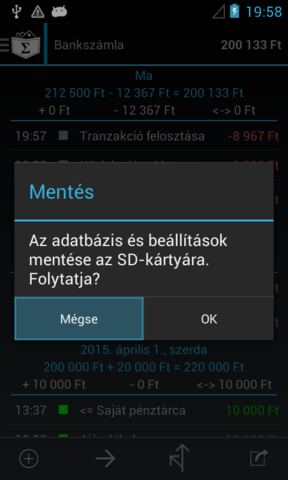 19:58
Bankszámla 200 133 Ft
Ma
212 500 Ft - 12 367 Ft = 200 133 Ft
+ 0 Ft - 12 367 Ft <-> 0 Ft
19:57 Tranzakció felosztása -8 967 Ft
Mentés
Az adatbázis és beállítások
mentése az SD-kártyára.
Folytatja?
Mégse OK
2015. április 1., szerda
200 000 Ft + 20 000 Ft = 220 000 Ft
+ 10 000 Ft - 0 Ft <-> 10 000 Ft
13:37 <= Saját pénztárca 10 000 Ft